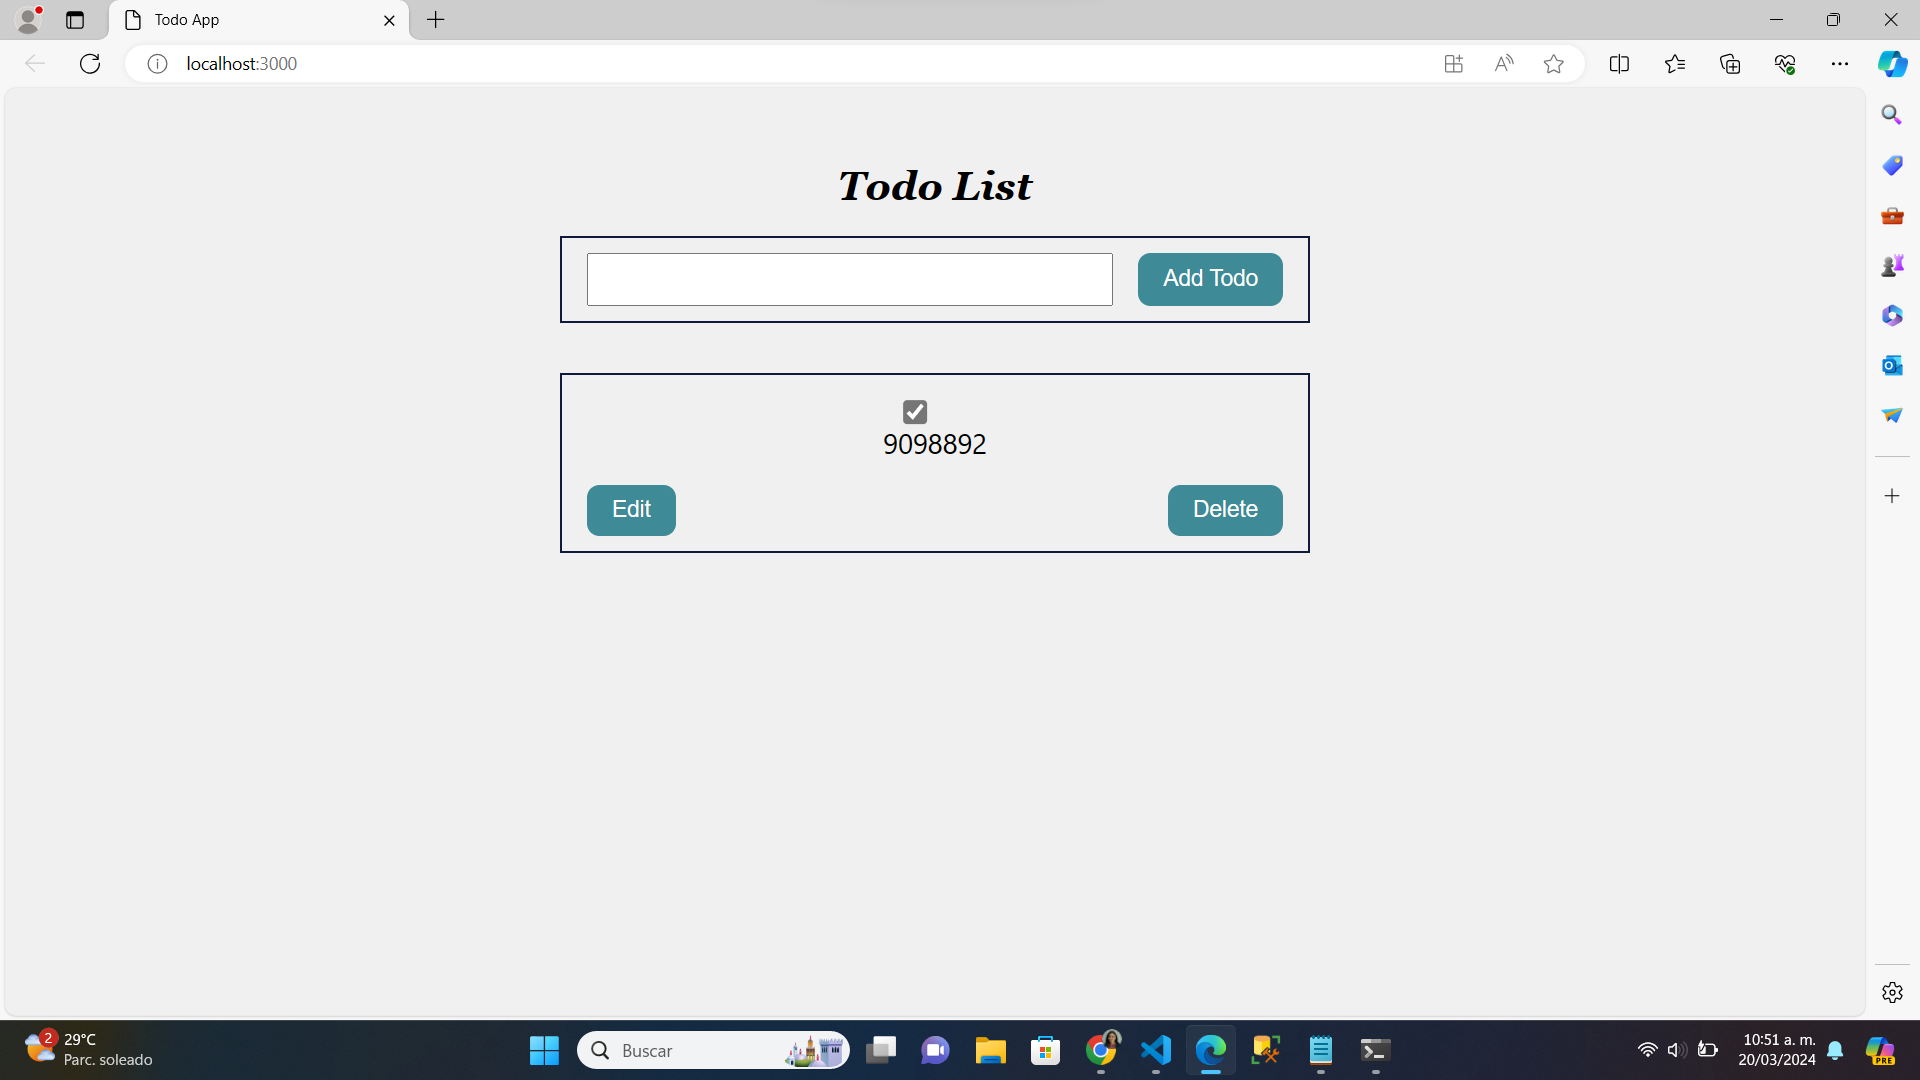 Todo App
localhost:3000
Todo List
Add Todo
9098892
Edit
Delete
2
29°C
Parc. soleado
Buscar
10:51 a. m.
20/03/2024
PRE